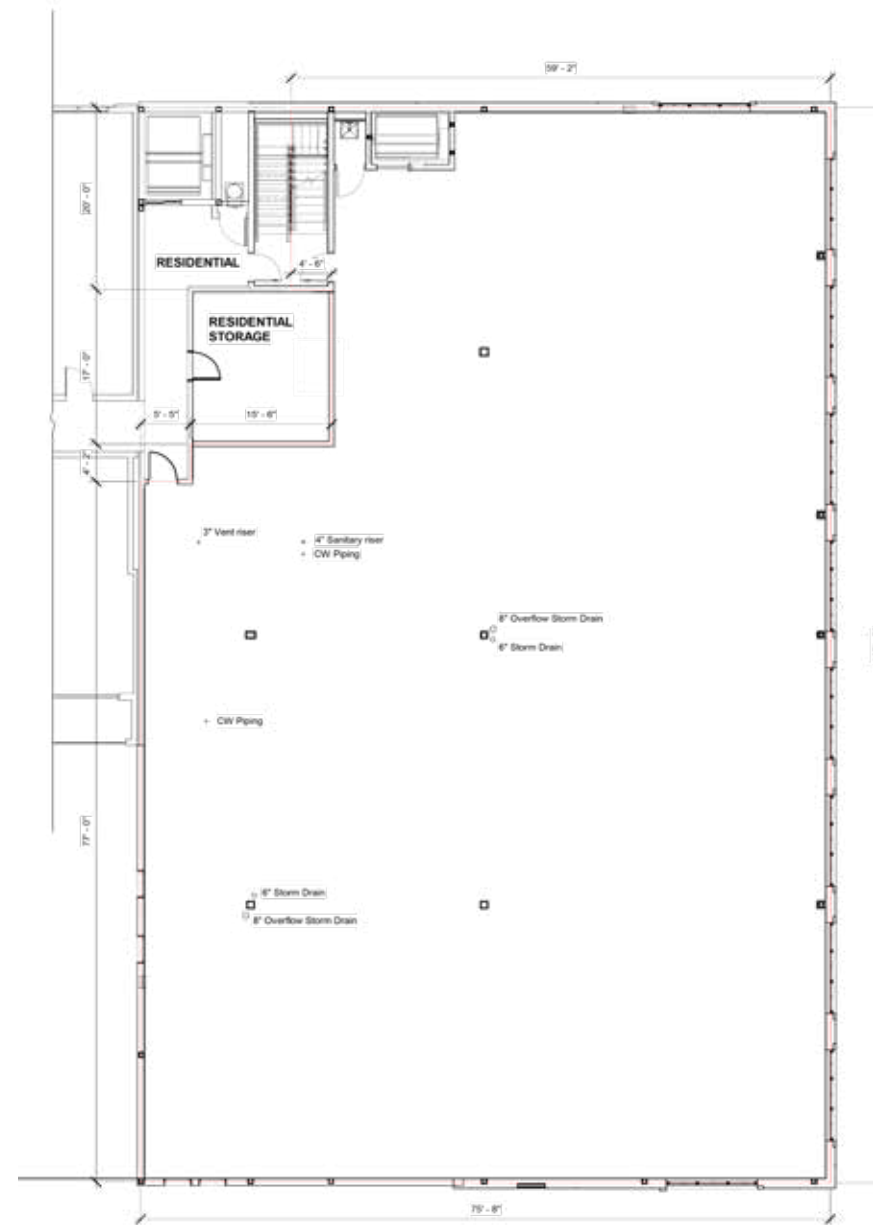 59' - 2"
20' - 0"
RESIDENTIAL
4' - 6"
RESIDENTIAL
STORAGE
17' - 0"
5' - 5"
15' - 6"
4' - 2"
3" Vent riser
4" Sanitary riser
CW Piping
8" Overflow Storm Drain
6" Storm Drain
CW Piping
77' - 0"
6" Storm Drain
8" Overflow Storm Drain
75' - 8"